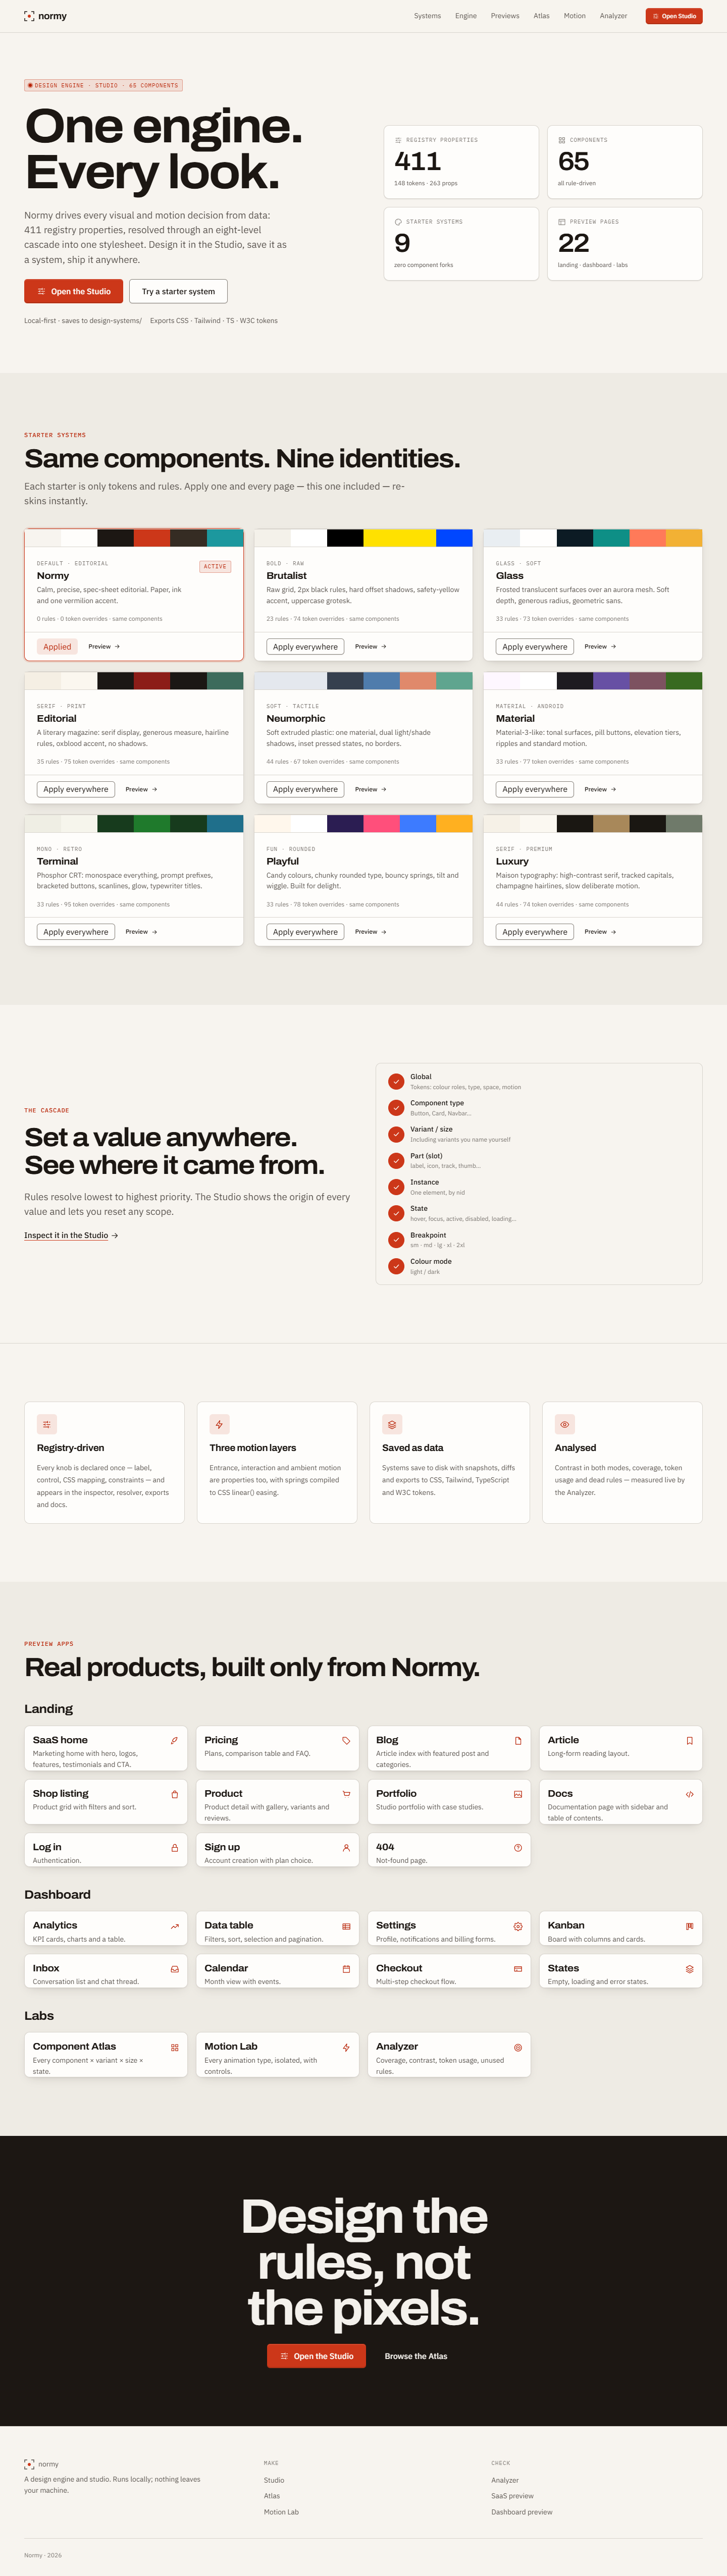 normy
Systems
Engine
Previews
Atlas
Motion
Analyzer
Open Studio
DESIGN ENGINE · STUDIO · 65 COMPONENTS
One engine.
Every look.
Normy drives every visual and motion decision from data:
411 registry properties, resolved through an eight-level
cascade into one stylesheet. Design it in the Studio, save it as
a system, ship it anywhere.
Open the Studio
Try a starter system
Local-first · saves to design-systems/
Exports CSS · Tailwind · TS · W3C tokens
REGISTRY PROPERTIES
411
148 tokens · 263 props
COMPONENTS
65
all rule-driven
STARTER SYSTEMS
9
zero component forks
PREVIEW PAGES
22
landing · dashboard · labs
STARTER SYSTEMS
Same components. Nine identities.
Each starter is only tokens and rules. Apply one and every page — this one included — re-
skins instantly.
DEFAULT · EDITORIAL
ACTIVE
Normy
Calm, precise, spec-sheet editorial. Paper, ink
and one vermilion accent.
0 rules · 0 token overrides · same components
Applied
Preview →
BOLD · RAW
Brutalist
Raw grid, 2px black rules, hard offset shadows, safety-yellow
accent, uppercase grotesk.
23 rules · 74 token overrides · same components
Apply everywhere
Preview →
GLASS · SOFT
Glass
Frosted translucent surfaces over an aurora mesh. Soft
depth, generous radius, geometric sans.
33 rules · 73 token overrides · same components
Apply everywhere
Preview →
SERIF · PRINT
Editorial
A literary magazine: serif display, generous measure, hairline
rules, oxblood accent, no shadows.
35 rules · 75 token overrides · same components
Apply everywhere
Preview →
SOFT · TACTILE
Neumorphic
Soft extruded plastic: one material, dual light/shade
shadows, inset pressed states, no borders.
44 rules · 67 token overrides · same components
Apply everywhere
Preview →
MATERIAL · ANDROID
Material
Material-3-like: tonal surfaces, pill buttons, elevation tiers,
ripples and standard motion.
33 rules · 77 token overrides · same components
Apply everywhere
Preview →
MONO · RETRO
Terminal
Phosphor CRT: monospace everything, prompt prefixes,
bracketed buttons, scanlines, glow, typewriter titles.
33 rules · 95 token overrides · same components
Apply everywhere
Preview →
FUN · ROUNDED
Playful
Candy colours, chunky rounded type, bouncy springs, tilt and
wiggle. Built for delight.
33 rules · 78 token overrides · same components
Apply everywhere
Preview →
SERIF · PREMIUM
Luxury
Maison typography: high-contrast serif, tracked capitals,
champagne hairlines, slow deliberate motion.
44 rules · 74 token overrides · same components
Apply everywhere
Preview →
THE CASCADE
Set a value anywhere.
See where it came from.
Rules resolve lowest to highest priority. The Studio shows the origin of every
value and lets you reset any scope.
Inspect it in the Studio →
Global
Tokens: colour roles, type, space, motion
Component type
Button, Card, Navbar…
Variant / size
Including variants you name yourself
Part (slot)
label, icon, track, thumb…
Instance
One element, by nid
State
hover, focus, active, disabled, loading…
Breakpoint
sm · md · lg · xl · 2xl
Colour mode
light / dark
Registry-driven
Every knob is declared once — label,
control, CSS mapping, constraints — and
appears in the inspector, resolver, exports
and docs.
Three motion layers
Entrance, interaction and ambient motion
are properties too, with springs compiled
to CSS linear() easing.
Saved as data
Systems save to disk with snapshots, diffs
and exports to CSS, Tailwind, TypeScript
and W3C tokens.
Analysed
Contrast in both modes, coverage, token
usage and dead rules — measured live by
the Analyzer.
PREVIEW APPS
Real products, built only from Normy.
Landing
SaaS home
Marketing home with hero, logos,
features, testimonials and CTA.
Pricing
Plans, comparison table and FAQ.
Blog
Article index with featured post and
categories.
Article
Long-form reading layout.
Shop listing
Product grid with filters and sort.
Product
Product detail with gallery, variants and
reviews.
Portfolio
Studio portfolio with case studies.
Docs
Documentation page with sidebar and
table of contents.
Log in
Authentication.
Sign up
Account creation with plan choice.
404
Not-found page.
Dashboard
Analytics
KPI cards, charts and a table.
Data table
Filters, sort, selection and pagination.
Settings
Profile, notifications and billing forms.
Kanban
Board with columns and cards.
Inbox
Conversation list and chat thread.
Calendar
Month view with events.
Checkout
Multi-step checkout flow.
States
Empty, loading and error states.
Labs
Component Atlas
Every component × variant × size ×
state.
Motion Lab
Every animation type, isolated, with
controls.
Analyzer
Coverage, contrast, token usage, unused
rules.
Design the
rules, not
the pixels.
Open the Studio
Browse the Atlas
normy
A design engine and studio. Runs locally; nothing leaves
your machine.
MAKE
Studio
Atlas
Motion Lab
CHECK
Analyzer
SaaS preview
Dashboard preview
Normy · 2026